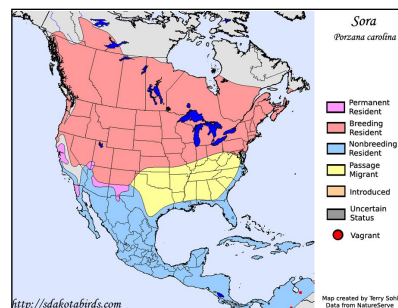 Sora
Porzana carolina
Permanent
Resident
Breeding
Resident
Nonbreeding
Resident
Passage
Migrant
Introduced
Uncertain
Status
Vagrant
http://sdakotabirds.com
Map created by Terry Sohl
Data from NatureServe